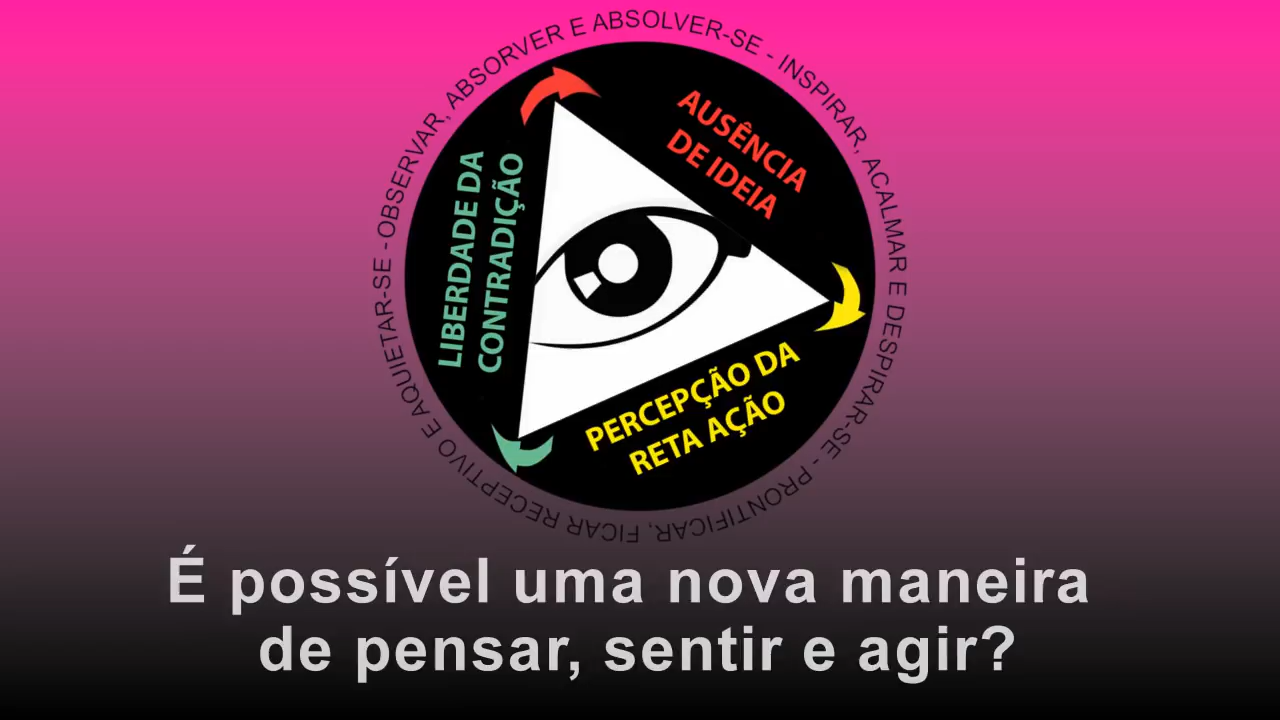 OBSERVAR, ABSORVER E ABSOLVER-SE - INSPIRAR, ACALMAR E DESPIRAR-SE - PRONTIFICAR, FICAR RECEPTIVO E AQUIETAR-SE -
AUSÊNCIA
DE IDEIA
LIBERDADE DA
CONTRADIÇÃO
PERCEPÇÃO DA
RETA AÇÃO
É possível uma nova maneira
de pensar, sentir e agir?